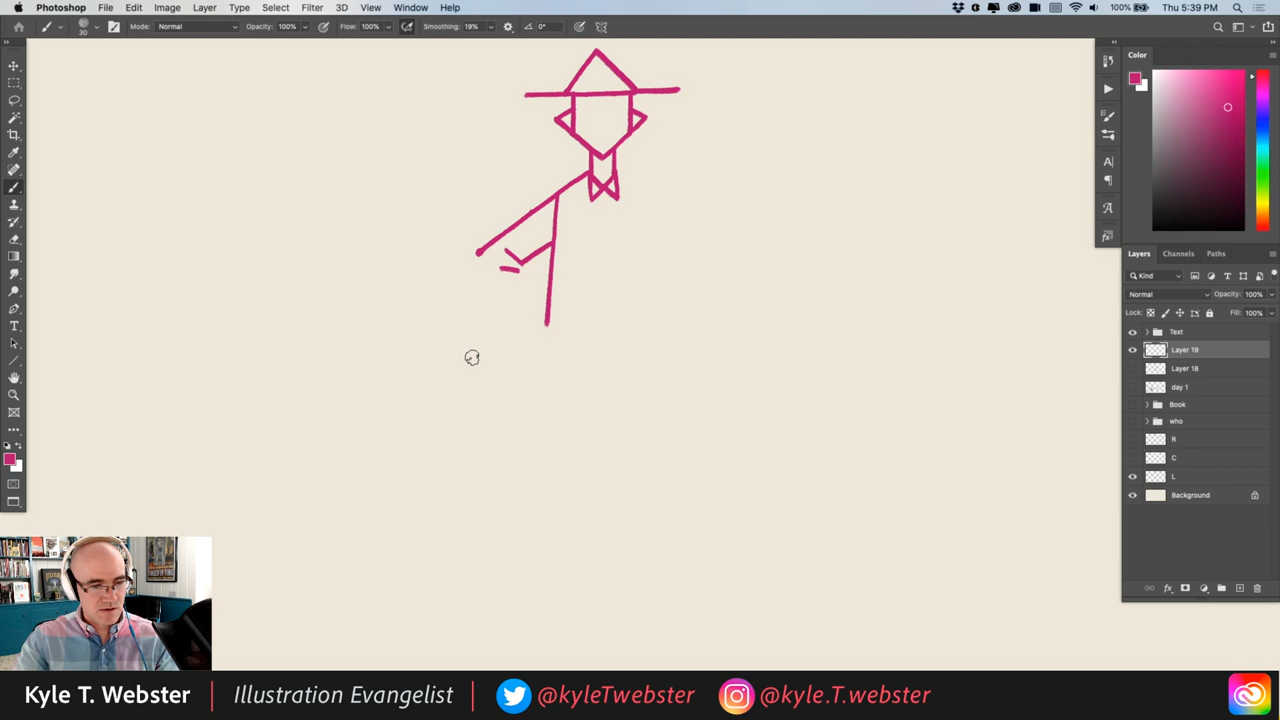 Photoshop File Edit Image Layer Type Select Filter 3D View Window Help 100% Thu 5:39 PM
30 Mode: Normal Opacity: 100% Flow: 100% Smoothing: 19% 0°
Color
Layers Channels Paths
Kind
Normal Opacity: 100%
Lock: Fill: 100%
Text
Layer 19
Layer 18
day 1
Book
who
R
C
L
Background
Kyle T. Webster | Illustration Evangelist | @kyleTwebster @kyle.T.webster